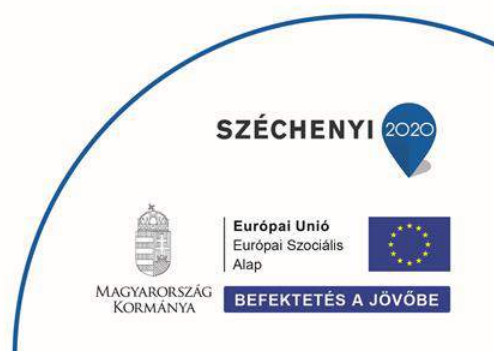 SZÉCHENYI 2020
Európai Unió
Európai Szociális
Alap
MAGYARORSZÁG
KORMÁNYA
BEFEKTETÉS A JÖVŐBE